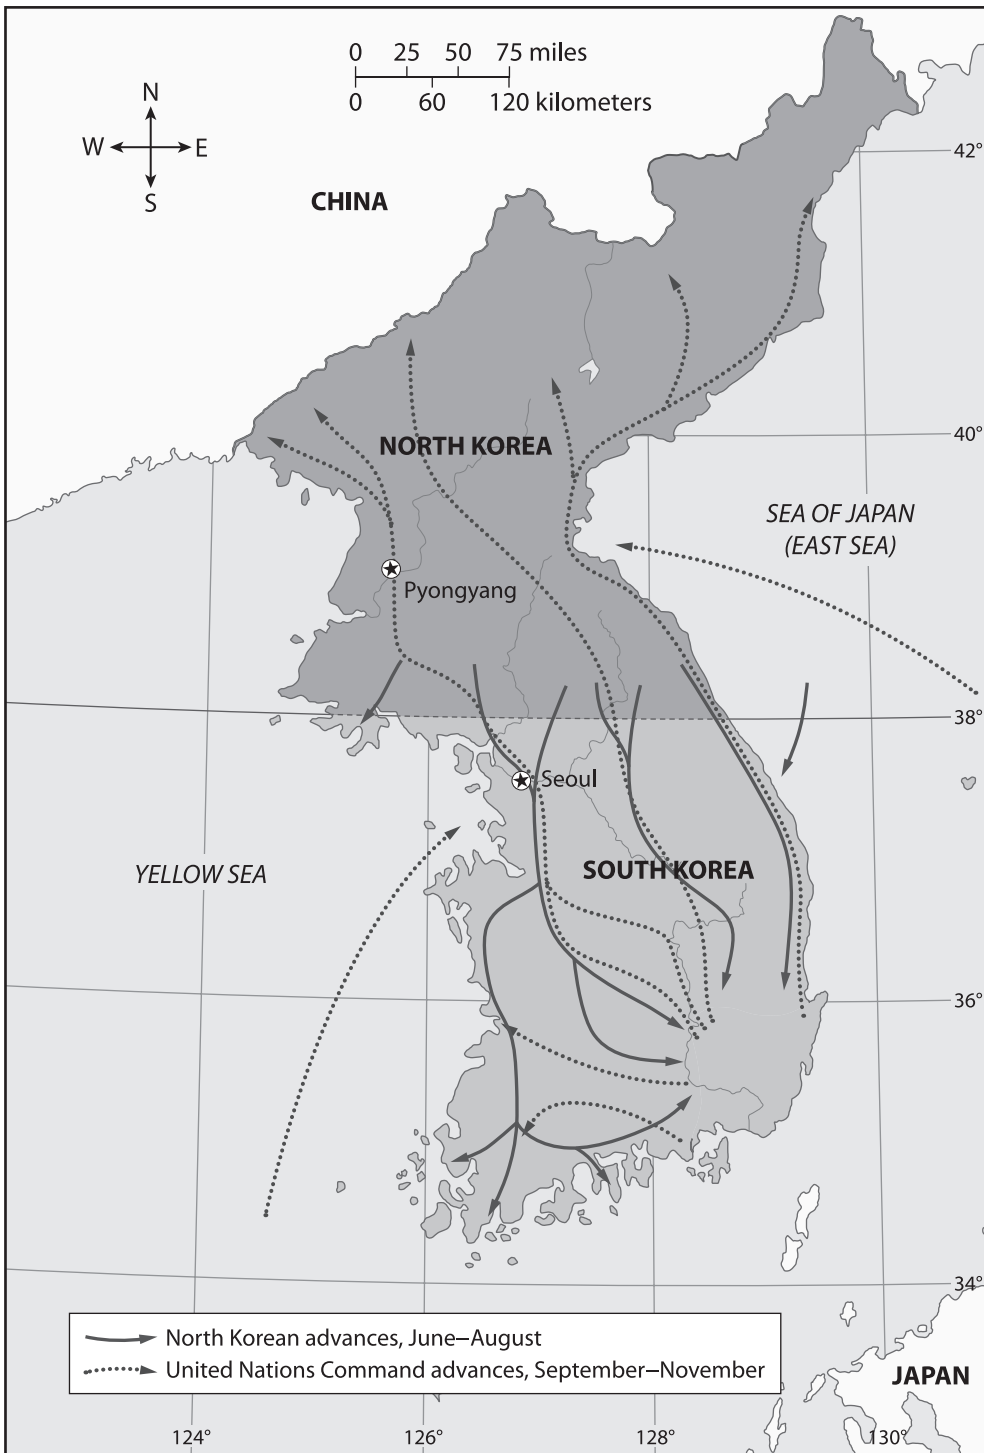 0 25 50 75 miles
0 60 120 kilometers
N
W E
S
42°
CHINA
40°
NORTH KOREA
SEA OF JAPAN
(EAST SEA)
Pyongyang
38°
Seoul
YELLOW SEA
SOUTH KOREA
36°
34°
North Korean advances, June–August
United Nations Command advances, September–November
JAPAN
124° 126° 128° 130°